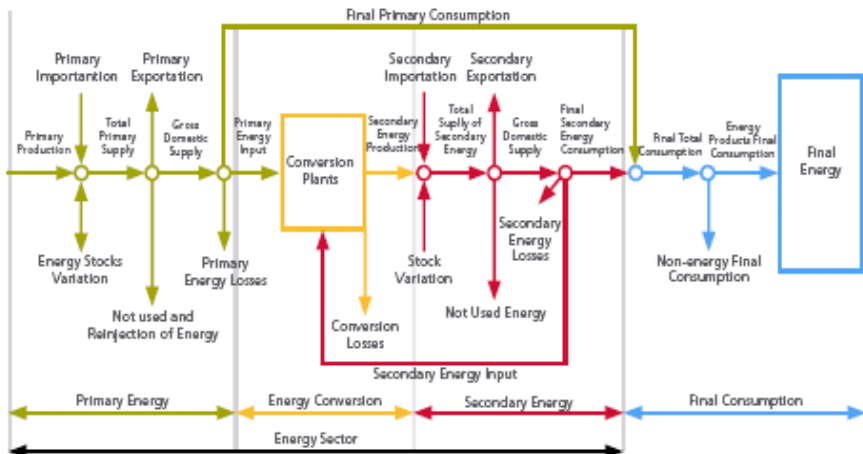 Final Primary Consumption
Primary
Importantion
Primary
Exportation
Secondary
Importation
Secondary
Exportation
Primary
Production
Total
Primary
Supply
Gross
Domestic
Supply
Primary
Energy
Input
Conversion
Plants
Secondary
Energy
Production
Total
Suplly of
Secondary
Energy
Gross
Domestic
Supply
Final
Secondary
Energy
Consumption
Final Total
Consumption
Energy
Products Final
Consumption
Final
Energy
Energy Stocks
Variation
Primary
Energy Losses
Stock
Variation
Secondary
Energy
Losses
Non-energy Final
Consumption
Not used and
Reinjection of Energy
Conversion
Losses
Not Used Energy
Secondary Energy Input
Primary Energy
Energy Conversion
Secondary Energy
Final Consumption
Energy Sector